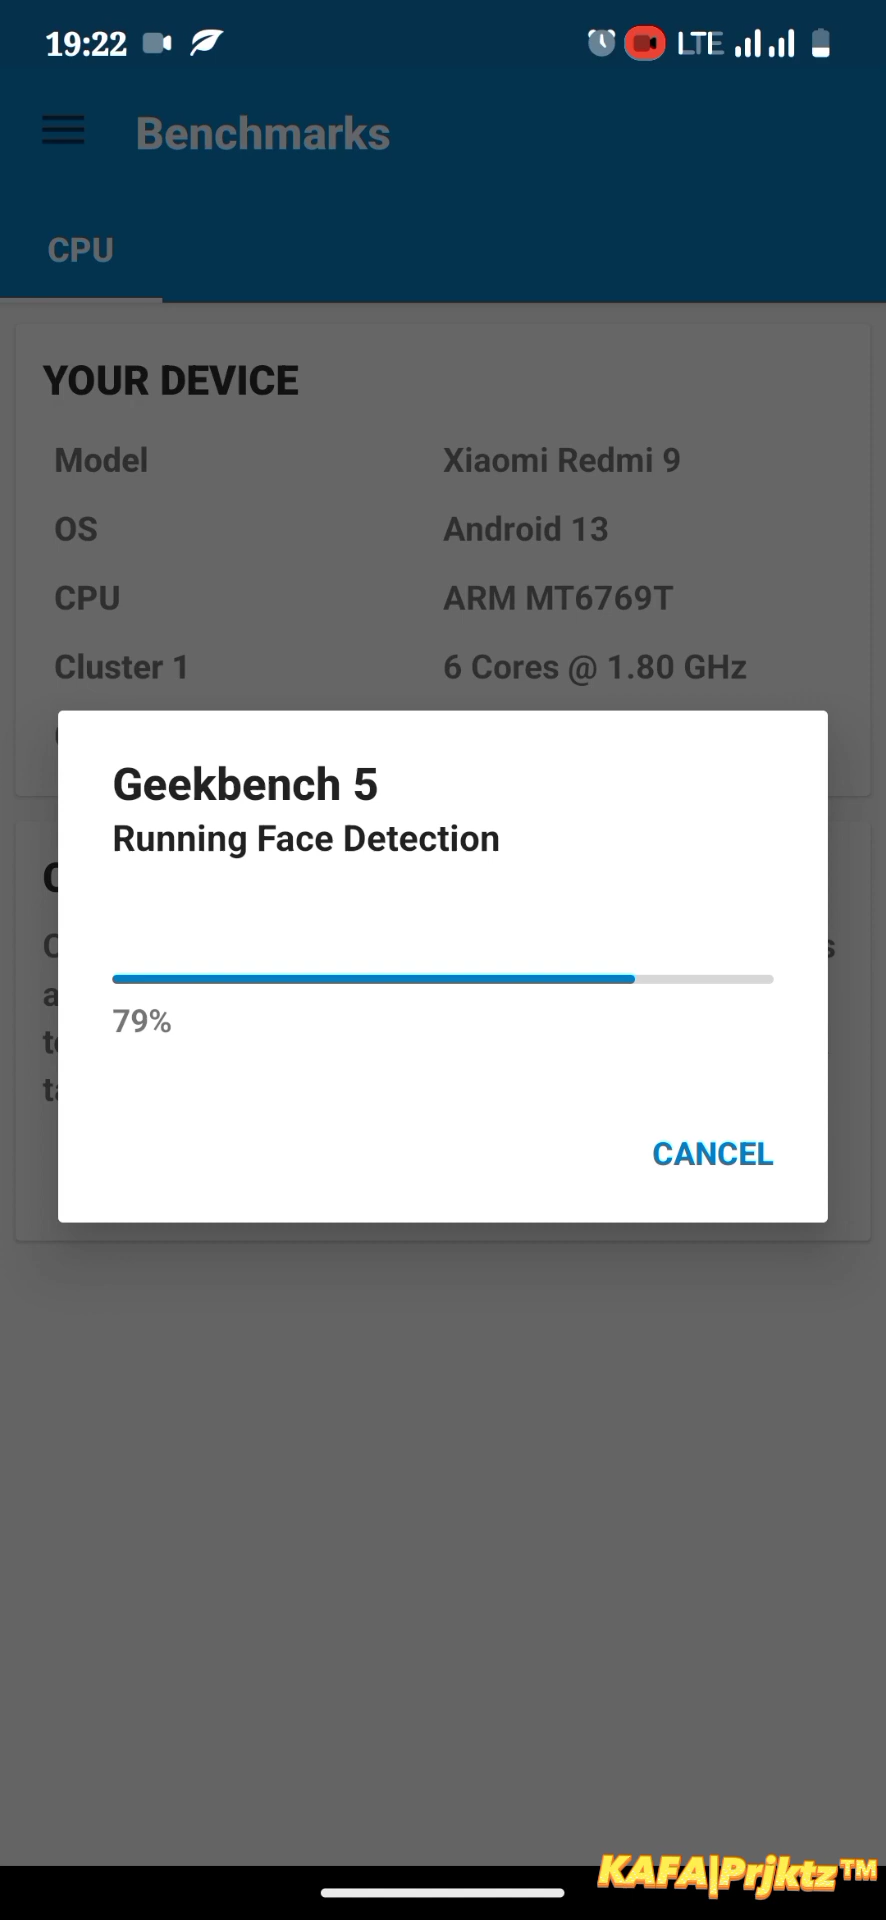 19:22 LTE
Benchmarks
CPU
YOUR DEVICE
Model Xiaomi Redmi 9
OS Android 13
CPU ARM MT6769T
Cluster 1 6 Cores @ 1.80 GHz
Geekbench 5
Running Face Detection
79%
CANCEL
KAFA|Prjktz™